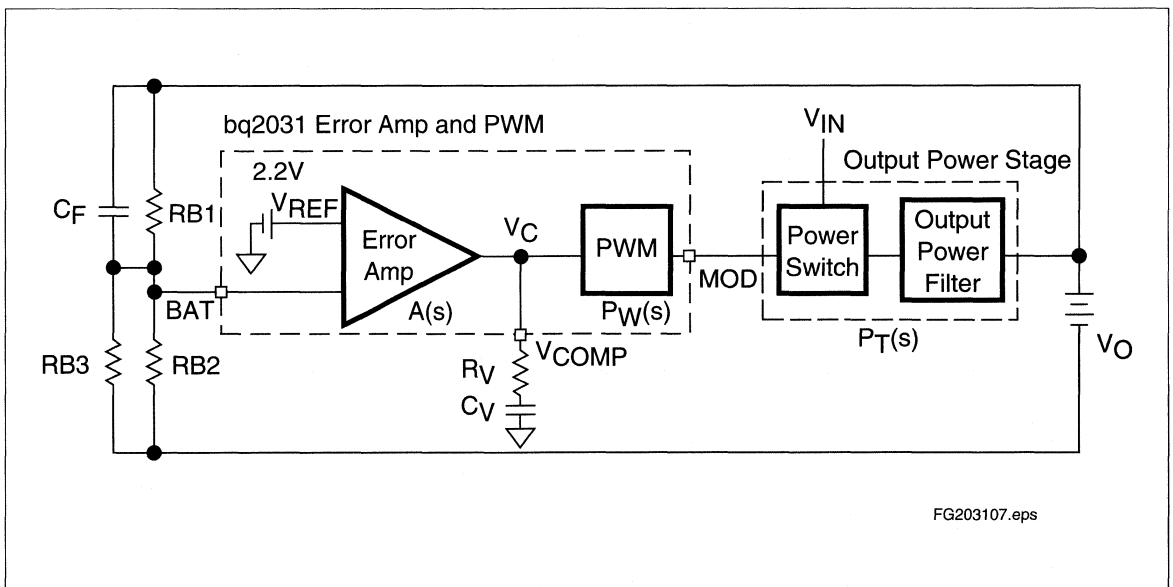 bq2031 Error Amp and PWM
VIN
Output Power Stage
2.2V
VREF
CF
RB1
Error
Amp
VC
PWM
Power
Switch
Output
Power
Filter
MOD
BAT
A(s)
PW(s)
PT(s)
VCOMP
VO
RB3
RB2
RV
CV
FG203107.eps